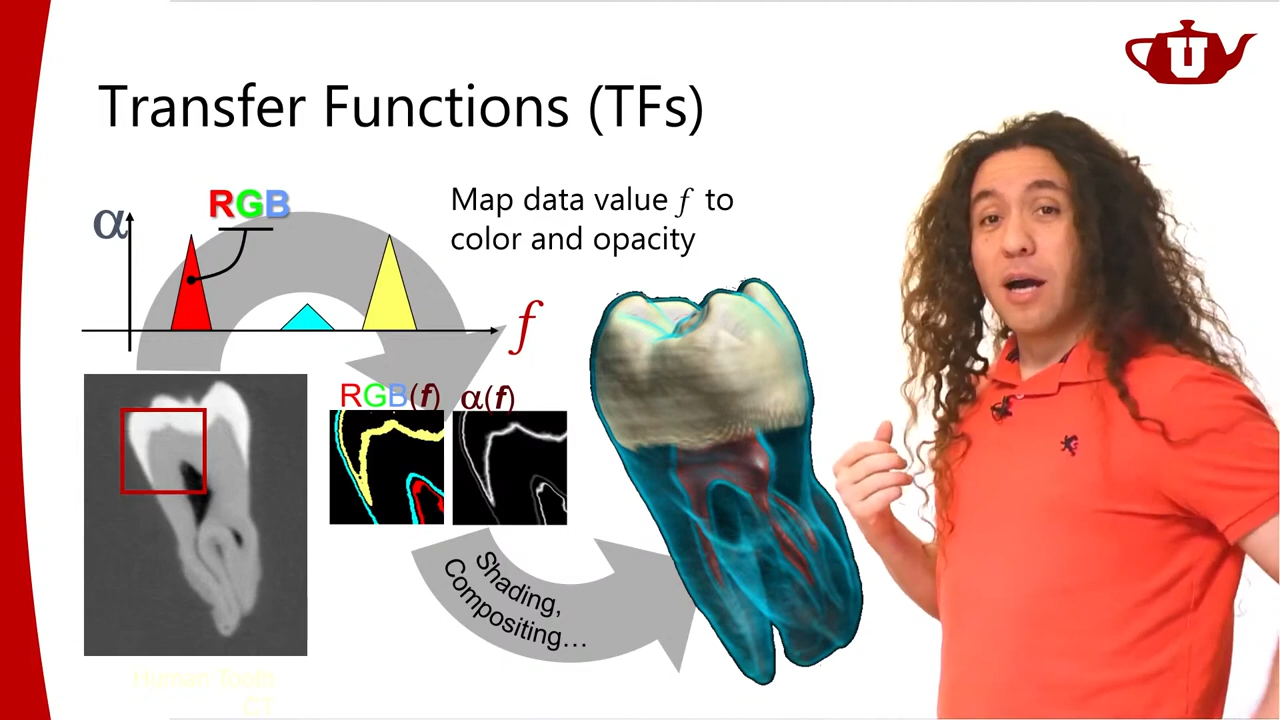 U
Transfer Functions (TFs)
RGB
α
Map data value f to
color and opacity
f
RGB(f) α(f)
Shading,
Compositing...
Human Tooth
CT